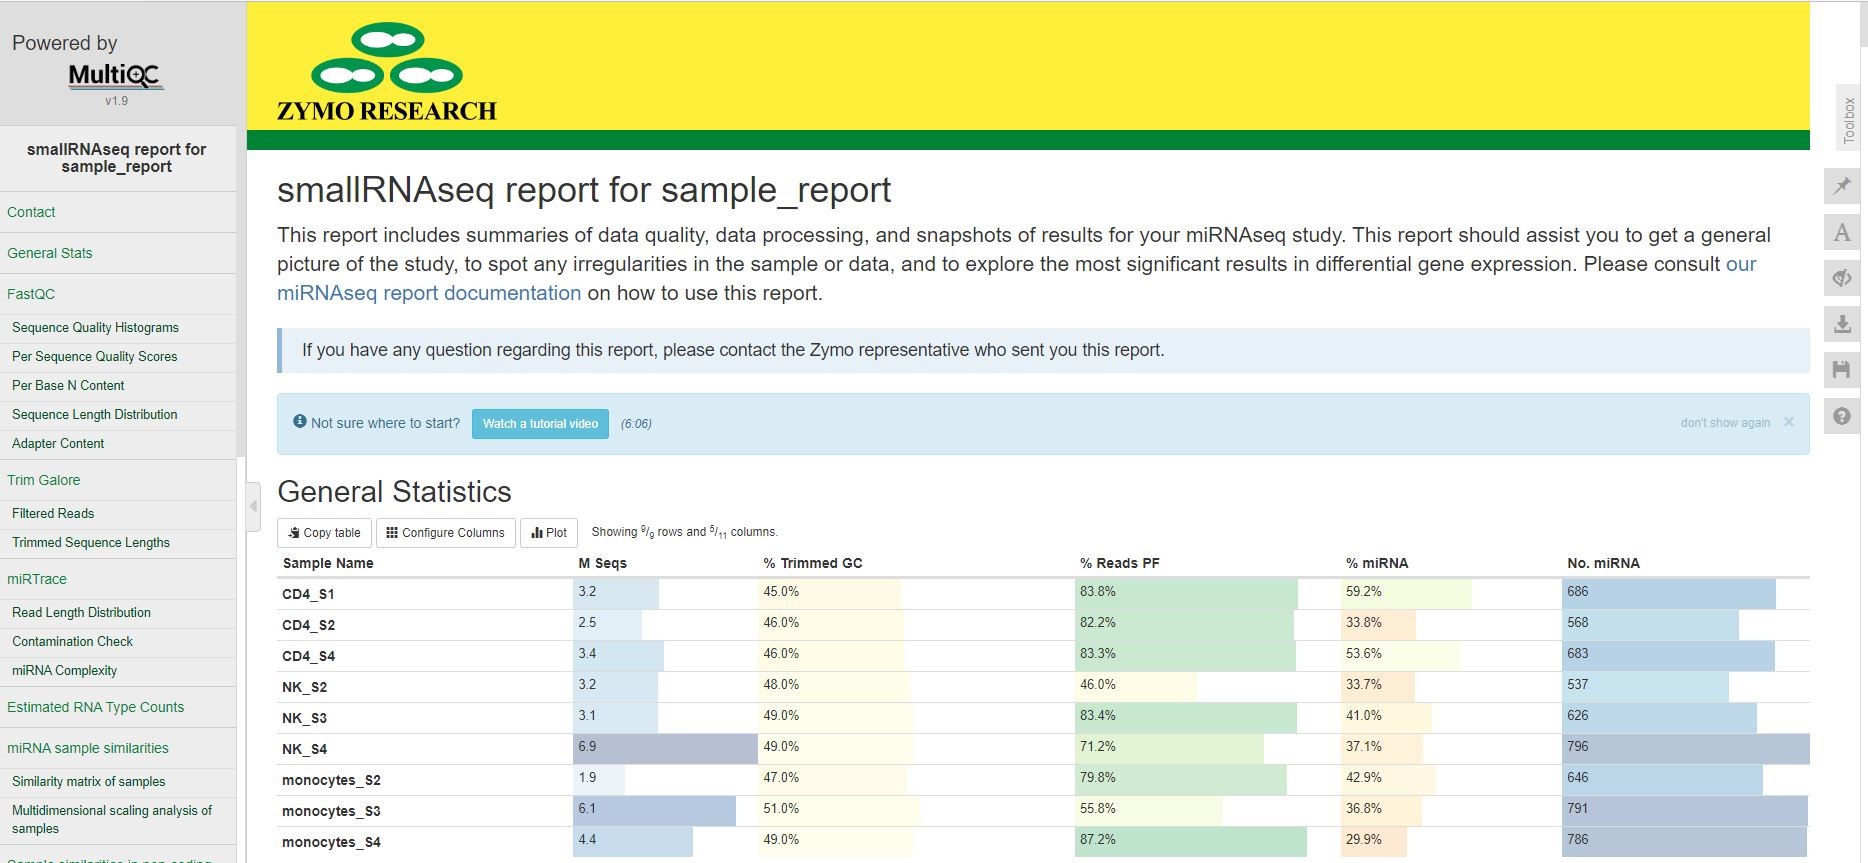 Powered by
MultiQC
v1.9
smallRNAseq report for
sample_report
Contact
General Stats
FastQC
Sequence Quality Histograms
Per Sequence Quality Scores
Per Base N Content
Sequence Length Distribution
Adapter Content
Trim Galore
Filtered Reads
Trimmed Sequence Lengths
miRTrace
Read Length Distribution
Contamination Check
miRNA Complexity
Estimated RNA Type Counts
miRNA sample similarities
Similarity matrix of samples
Multidimensional scaling analysis of
samples
ZYMO RESEARCH
smallRNAseq report for sample_report
This report includes summaries of data quality, data processing, and snapshots of results for your miRNAseq study. This report should assist you to get a general
picture of the study, to spot any irregularities in the sample or data, and to explore the most significant results in differential gene expression. Please consult our
miRNAseq report documentation on how to use this report.
If you have any question regarding this report, please contact the Zymo representative who sent you this report.
Not sure where to start? Watch a tutorial video (6:06) don't show again ×
General Statistics
Copy table Configure Columns Plot Showing 9/9 rows and 5/11 columns.
Sample Name M Seqs % Trimmed GC % Reads PF % miRNA No. miRNA
CD4_S1 3.2 45.0% 83.8% 59.2% 686
CD4_S2 2.5 46.0% 82.2% 33.8% 568
CD4_S4 3.4 46.0% 83.3% 53.6% 683
NK_S2 3.2 48.0% 46.0% 33.7% 537
NK_S3 3.1 49.0% 83.4% 41.0% 626
NK_S4 6.9 49.0% 71.2% 37.1% 796
monocytes_S2 1.9 47.0% 79.8% 42.9% 646
monocytes_S3 6.1 51.0% 55.8% 36.8% 791
monocytes_S4 4.4 49.0% 87.2% 29.9% 786
Toolbox
A